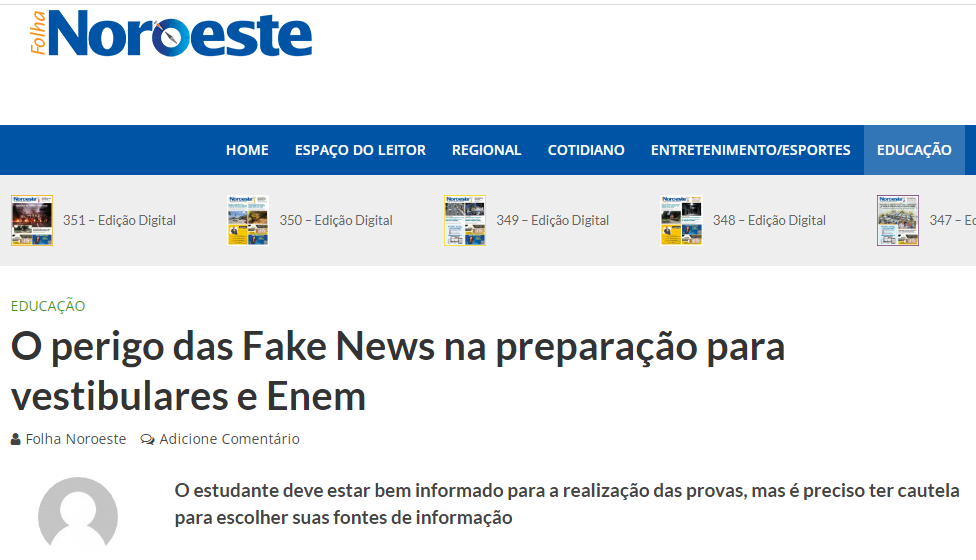 Folha
Noroeste
HOME ESPAÇO DO LEITOR REGIONAL COTIDIANO ENTRETENIMENTO/ESPORTES EDUCAÇÃO
351 – Edição Digital 350 – Edição Digital 349 – Edição Digital 348 – Edição Digital 347 – Ed
EDUCAÇÃO
O perigo das Fake News na preparação para
vestibulares e Enem
Folha Noroeste Adicione Comentário
O estudante deve estar bem informado para a realização das provas, mas é preciso ter cautela
para escolher suas fontes de informação